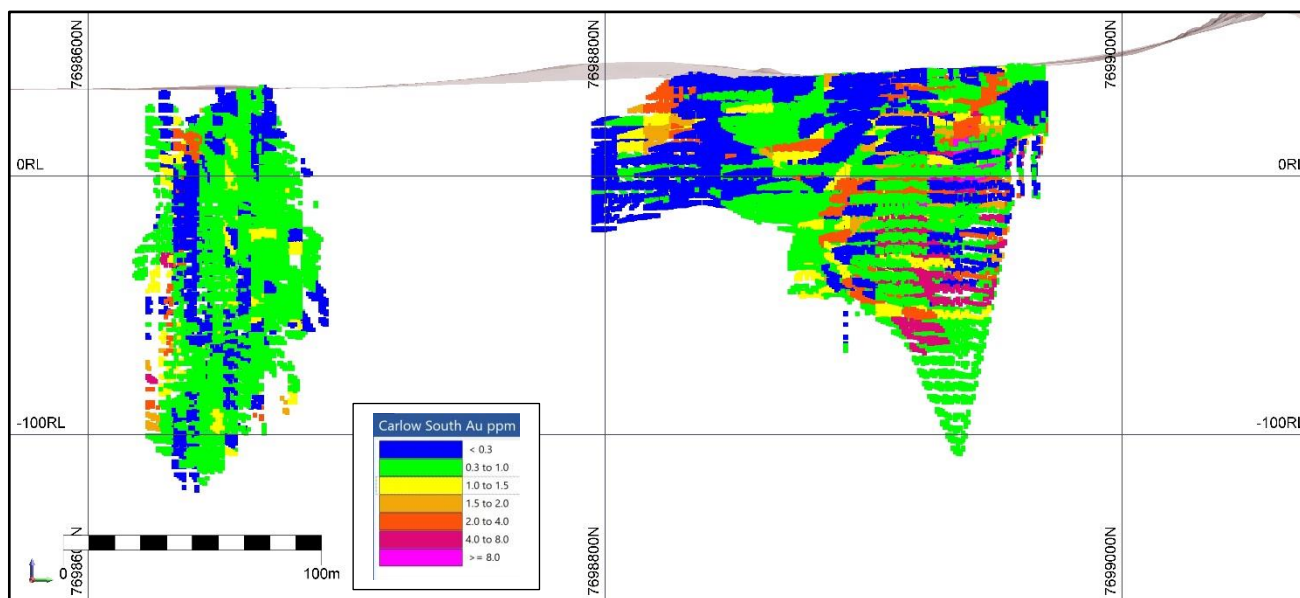 7698600N
7698800N
7699000N
0RL
0RL
-100RL
-100RL
Carlow South Au ppm
< 0.3
0.3 to 1.0
1.0 to 1.5
1.5 to 2.0
2.0 to 4.0
4.0 to 8.0
>= 8.0
0
100m
7698600N
7698800N
7699000N